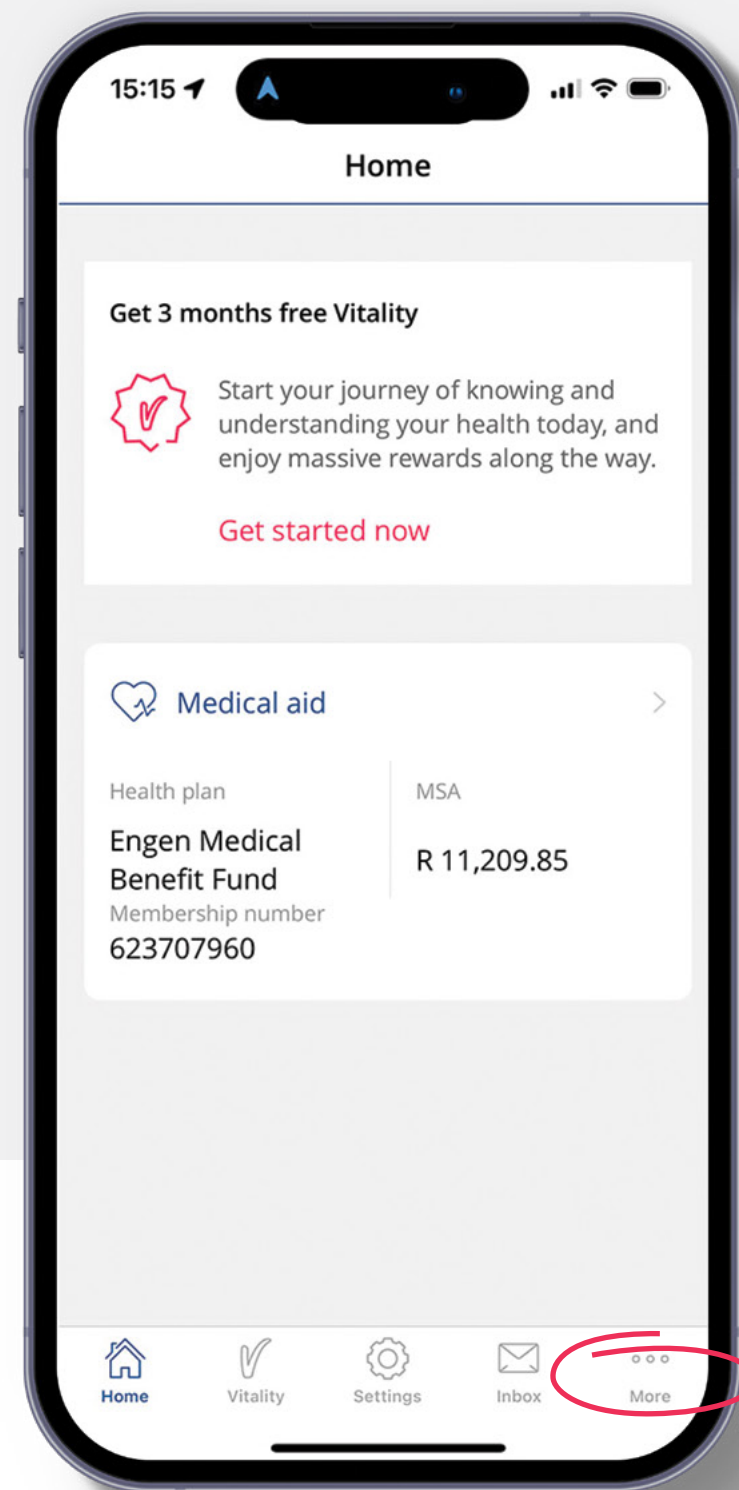 15:15
Home
Get 3 months free Vitality
Start your journey of knowing and
understanding your health today, and
enjoy massive rewards along the way.
Get started now
Medical aid
Health plan
Engen Medical
Benefit Fund
Membership number
623707960
MSA
R 11,209.85
Home
Vitality
Settings
Inbox
More